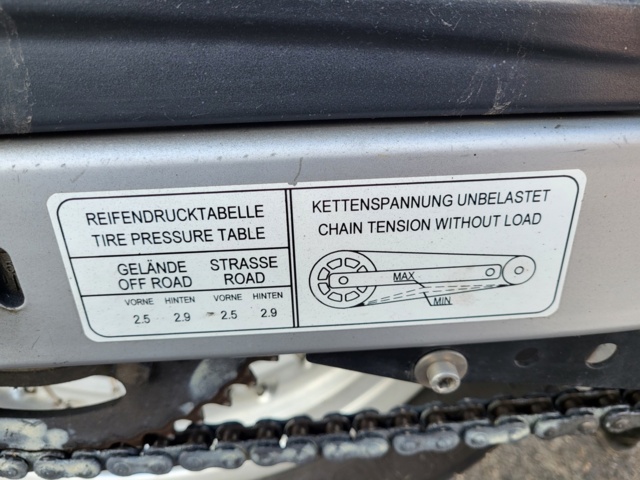 REIFENDRUCKTABELLE
TIRE PRESSURE TABLE
GELÄNDE STRASSE
OFF ROAD ROAD
VORNE HINTEN VORNE HINTEN
2.5 2.9 2.5 2.9
KETTENSPANNUNG UNBELASTET
CHAIN TENSION WITHOUT LOAD
MAX
MIN